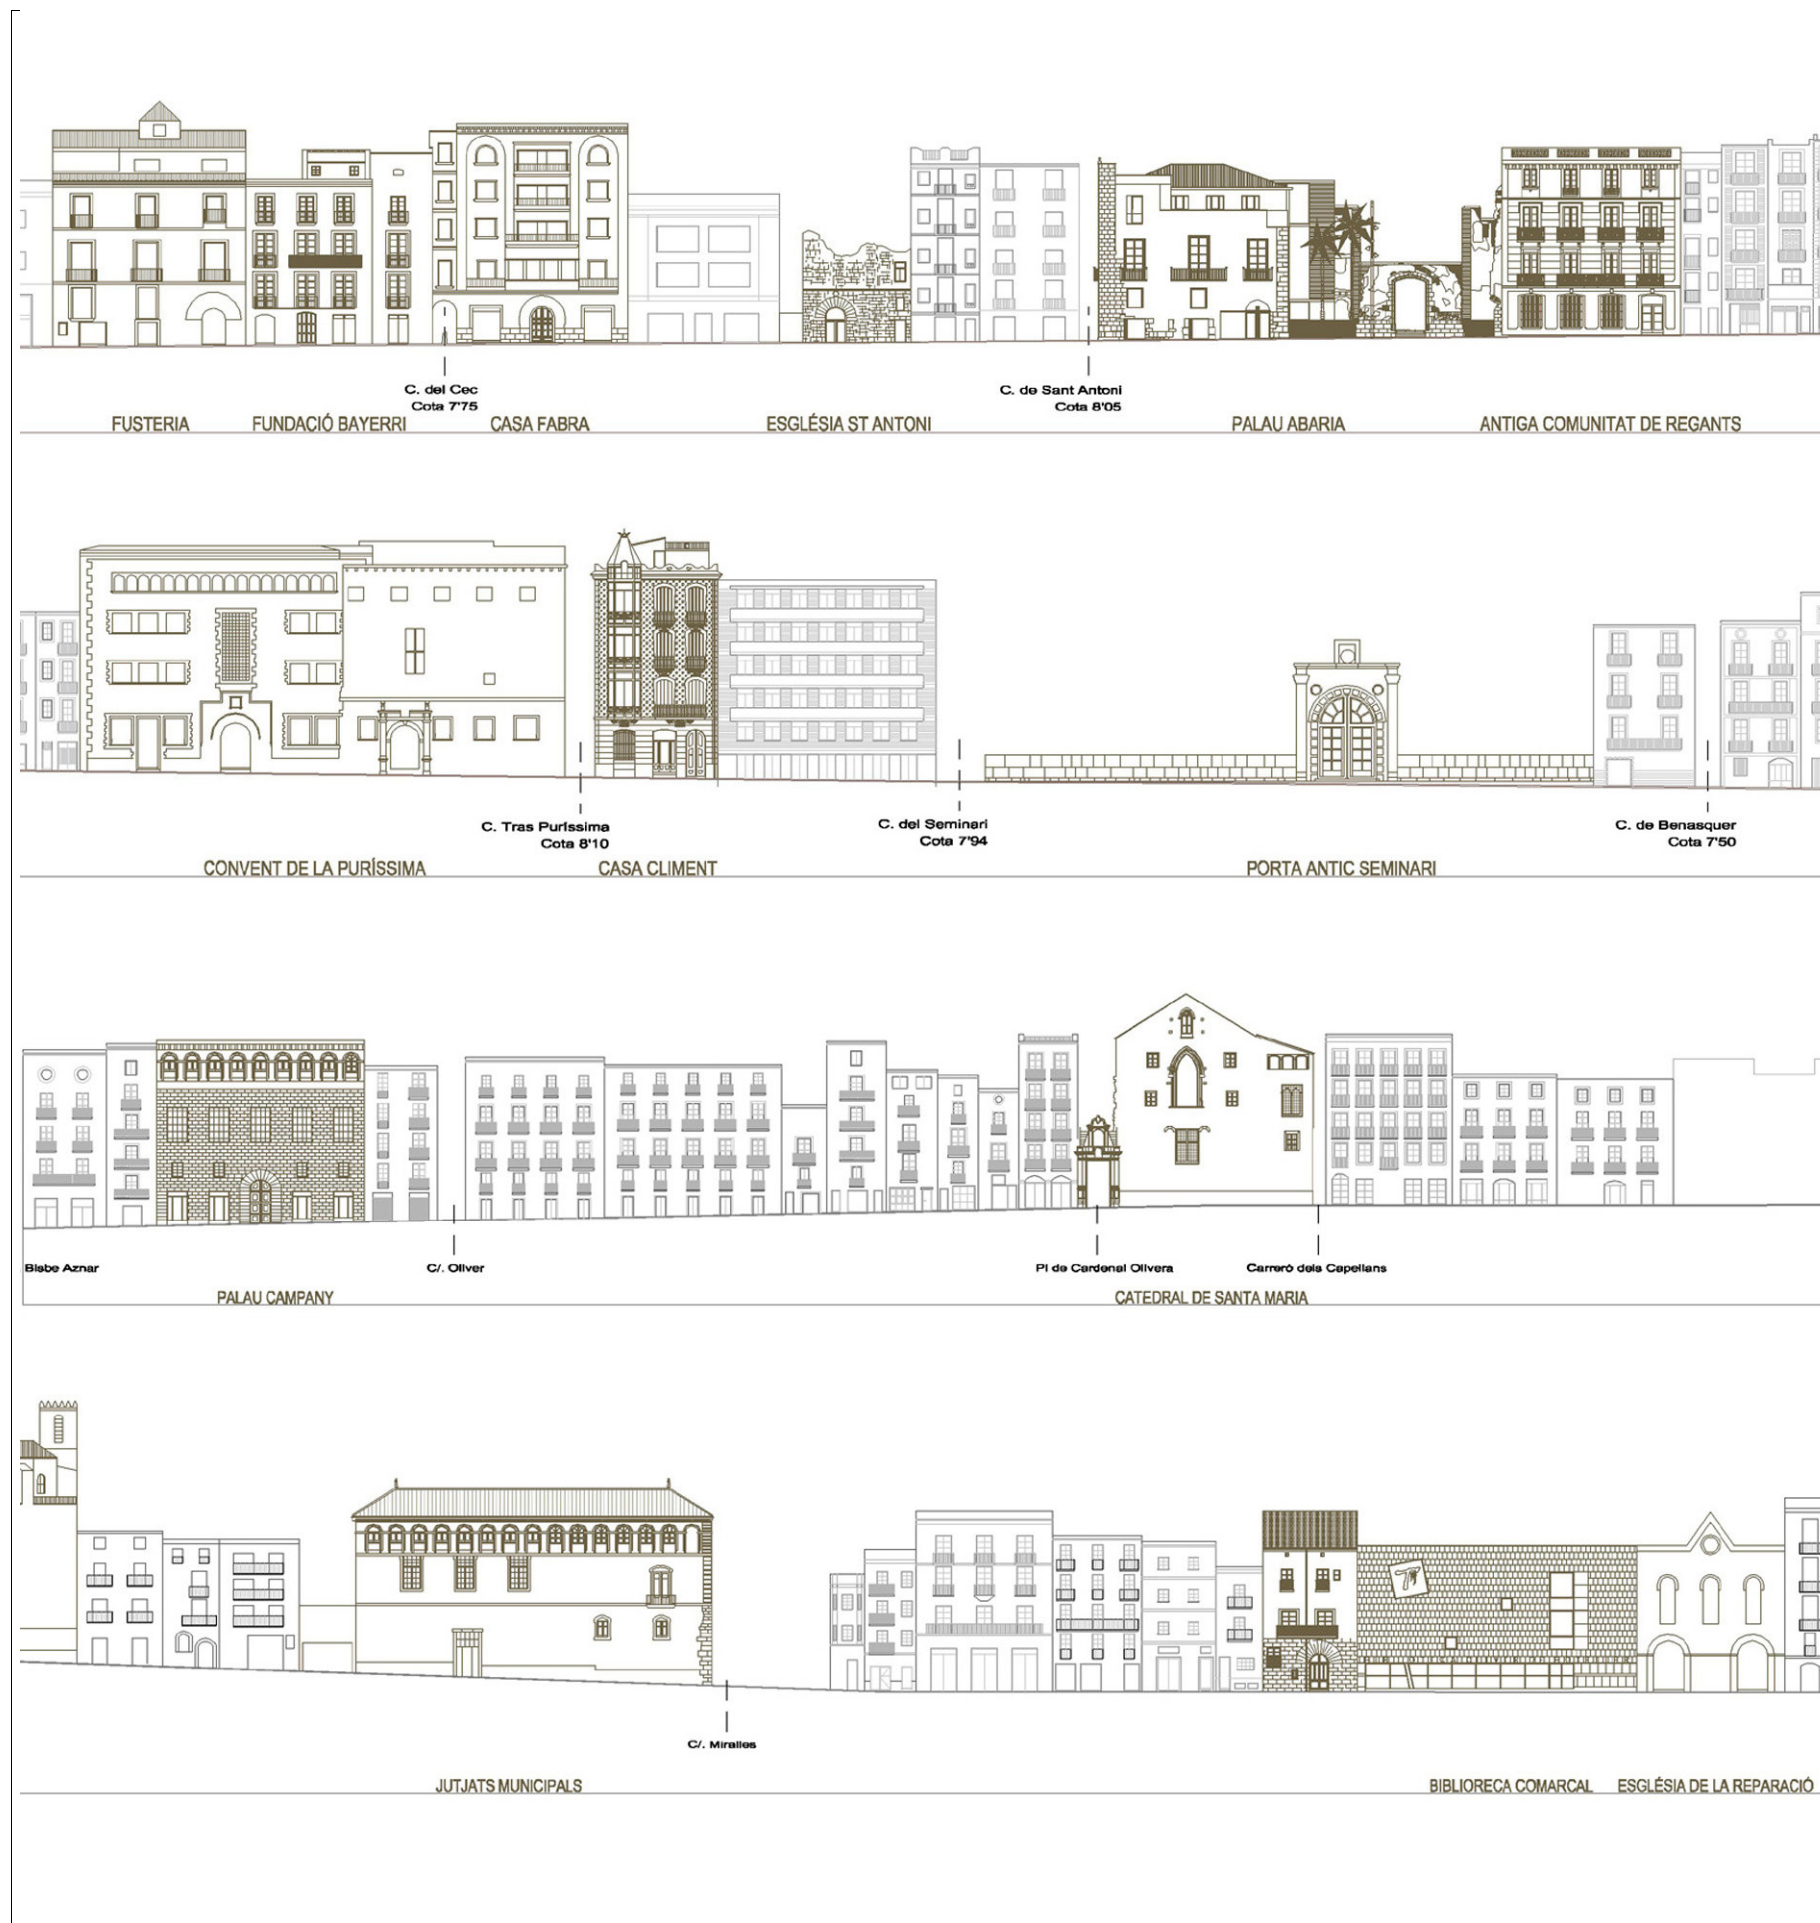 C. del Cec
Cota 7'75
C. de Sant Antoni
Cota 8'05
FUSTERIA
FUNDACIÓ BAYERRI
CASA FABRA
ESGLÉSIA ST ANTONI
PALAU ABARIA
ANTIGA COMUNITAT DE REGANTS
C. Tras Puríssima
Cota 8'10
C. del Seminari
Cota 7'94
C. de Benasquer
Cota 7'50
CONVENT DE LA PURÍSSIMA
CASA CLIMENT
PORTA ANTIC SEMINARI
Bisbe Aznar
C/. Oliver
Pl de Cardenal Olivera
Carreró dels Capellans
PALAU CAMPANY
CATEDRAL DE SANTA MARIA
C/. Miralles
JUTJATS MUNICIPALS
BIBLIORECA COMARCAL
ESGLÉSIA DE LA REPARACIÓ